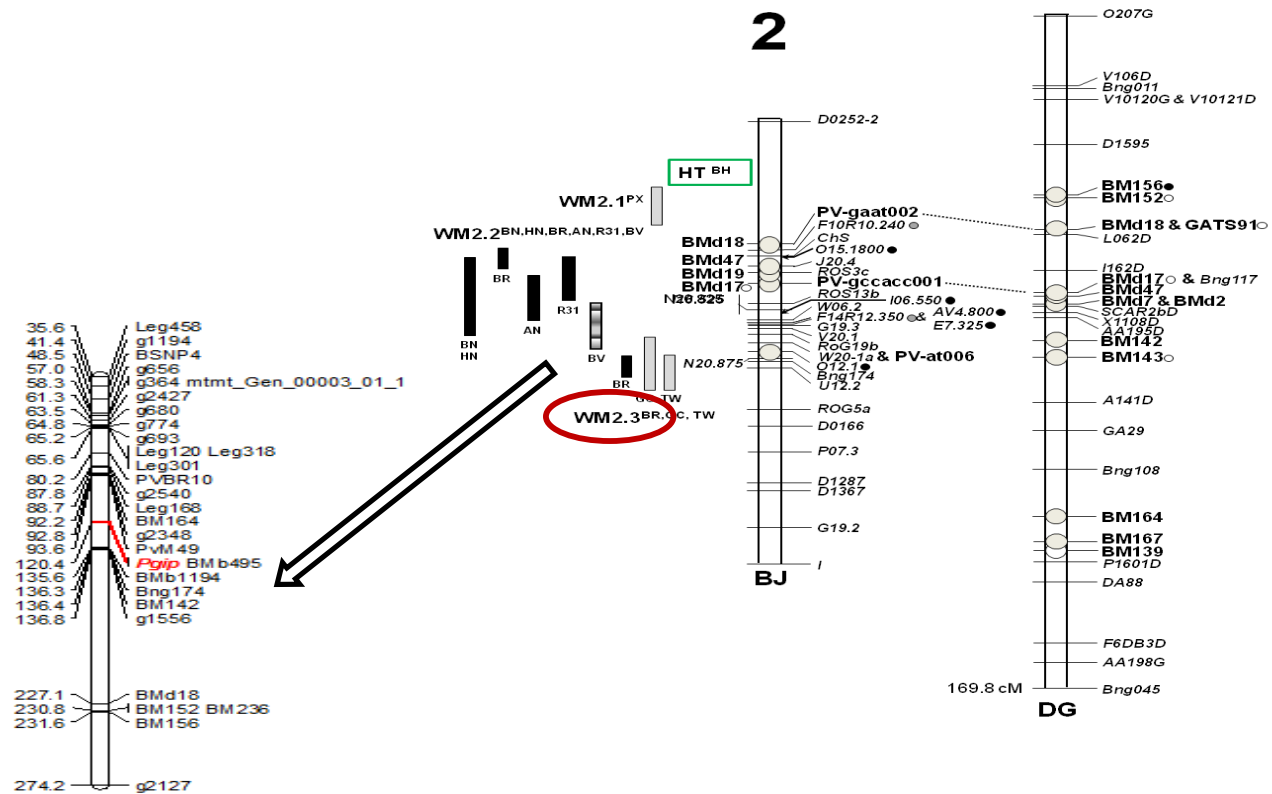 2
HT BH
WM2.1PX
WM2.2BN,HN,BR,AN,R31,BV
BR
BN
HN
AN
R31
BV
BR
TW
WM2.3BR,GC, TW
35.6 Leg458
41.4 g1194
48.5 BSNP4
57.0 g656
58.3 g364 mtmt_Gen_00003_01_1
61.3 g2427
63.5 g680
64.8 g774
65.2 g693
Leg120 Leg318
65.6 Leg301
80.2 PVBR10
87.8 g2540
88.7 Leg168
92.2 BM164
92.8 g2348
93.6 PvM49
120.4 Pgip BMb495
135.6 BMb1194
136.3 Bng174
136.4 BM142
136.8 g1556
227.1 BMd18
230.8 BM152 BM236
231.6 BM156
274.2 g2127
BMd18
BMd47
BMd19
BMd17
N20.875
D0252-2
PV-gaat002
F10R10.240
ChS
O15.1800
J20.4
ROS3c
PV-gccacc001
ROS13b
I06.550
W06.2
AV4.800
F14R12.350 &
E7.325
G19.3
V20.1
RoG19b
W20-1a & PV-at006
O12.1
Bng174
U12.2
ROG5a
D0166
P07.3
D1287
D1367
G19.2
I
BJ
O207G
V106D
Bng011
V10120G & V10121D
D1595
BM156
BM152
BMd18 & GATS91
L062D
I162D
BMd17 & Bng117
BMd47
BMd7 & BMd2
SCAR2bD
X1108D
AA195D
BM142
BM143
A141D
GA29
Bng108
BM164
BM167
BM139
P1601D
DA88
F6DB3D
AA198G
169.8 cM Bng045
DG